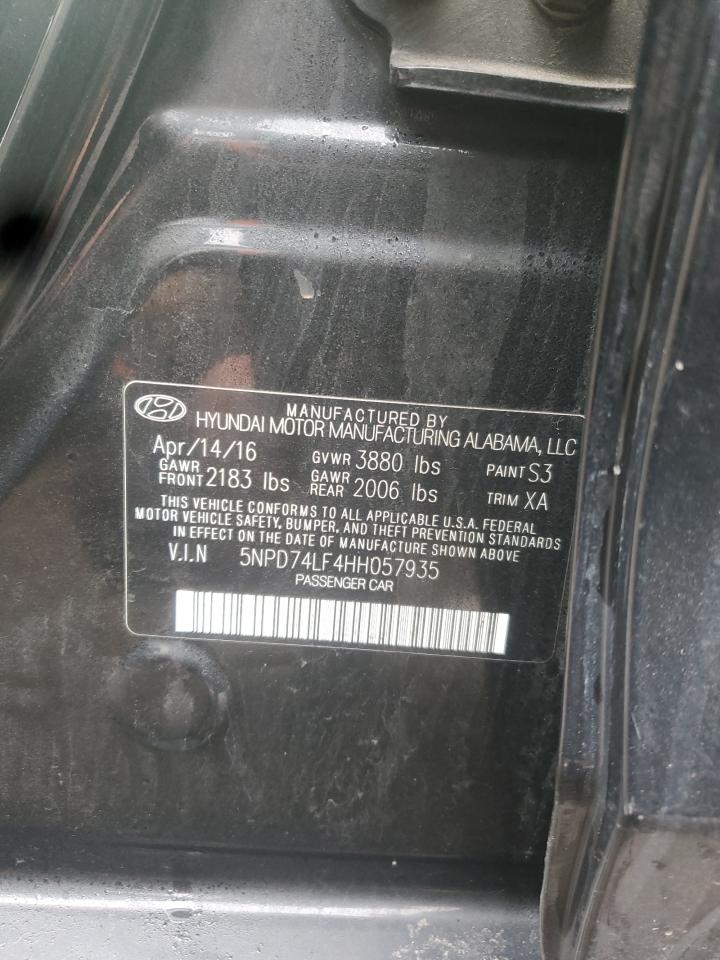 MANUFACTURED BY
HYUNDAI MOTOR MANUFACTURING ALABAMA, LLC
Apr/14/16 GVWR 3880 lbs PAINT S3
GAWR FRONT 2183 lbs GAWR REAR 2006 lbs TRIM XA
THIS VEHICLE CONFORMS TO ALL APPLICABLE U.S.A. FEDERAL
MOTOR VEHICLE SAFETY, BUMPER, AND THEFT PREVENTION STANDARDS
IN EFFECT ON THE DATE OF MANUFACTURE SHOWN ABOVE
V.I.N 5NPD74LF4HH057935
PASSENGER CAR